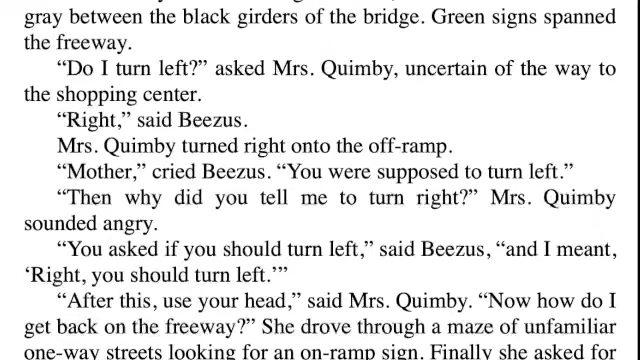 gray between the black girders of the bridge. Green signs spanned
the freeway.
“Do I turn left?” asked Mrs. Quimby, uncertain of the way to
the shopping center.
“Right,” said Beezus.
Mrs. Quimby turned right onto the off-ramp.
“Mother,” cried Beezus. “You were supposed to turn left.”
“Then why did you tell me to turn right?” Mrs. Quimby
sounded angry.
“You asked if you should turn left,” said Beezus, “and I meant,
‘Right, you should turn left.’”
“After this, use your head,” said Mrs. Quimby. “Now how do I
get back on the freeway?” She drove through a maze of unfamiliar
one-way streets looking for an on-ramp sign. Finally she asked for